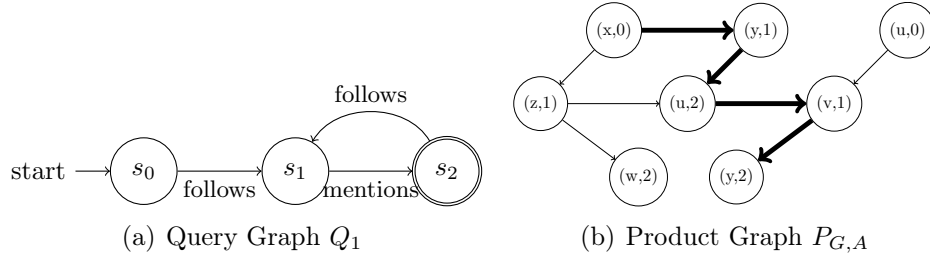 (x,0) (y,1) (u,0)
follows
(z,1) (u,2) (v,1)
start s₀ s₁ s₂
follows mentions
(w,2) (y,2)
(a) Query Graph Q₁
(b) Product Graph P_{G,A}